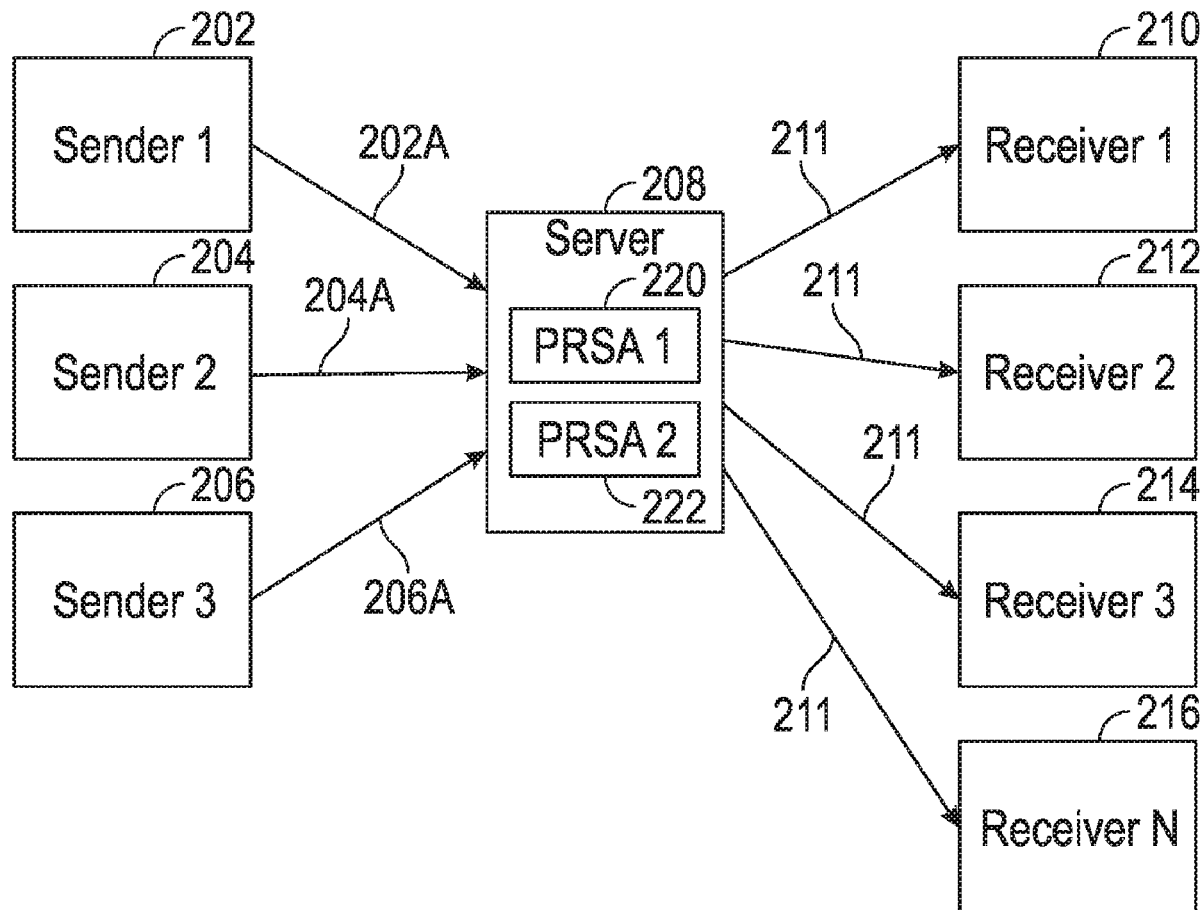 202
Sender 1
202A
204
Sender 2
204A
206
Sender 3
206A
208
Server
220
PRSA 1
PRSA 2
222
211
210
Receiver 1
211
212
Receiver 2
211
214
Receiver 3
211
216
Receiver N